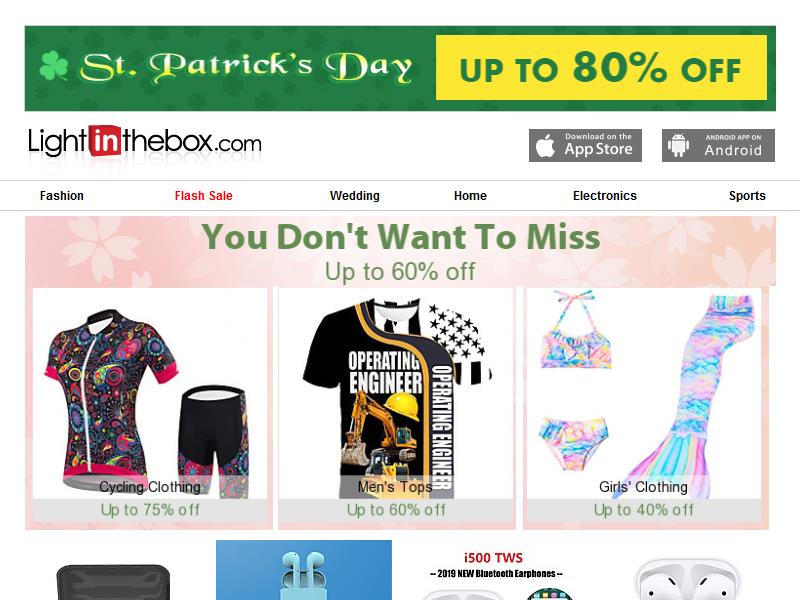 St. Patrick's Day
UP TO 80% OFF
Lightinthebox.com
Download on the
App Store
ANDROID APP ON
Android
Fashion
Flash Sale
Wedding
Home
Electronics
Sports
You Don't Want To Miss
Up to 60% off
OPERATING
ENGINEER
OPERATING ENGINEER
Cycling Clothing
Men's Tops
Girls' Clothing
Up to 75% off
Up to 60% off
Up to 40% off
i500 TWS
-- 2019 NEW Bluetooth Earphones --